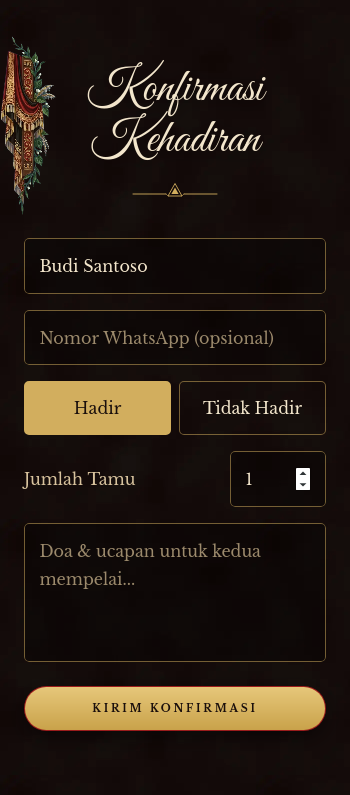 Konfirmasi
Kehadiran
Budi Santoso
Nomor WhatsApp (opsional)
Hadir
Tidak Hadir
Jumlah Tamu
1
Doa & ucapan untuk kedua
mempelai...
KIRIM KONFIRMASI